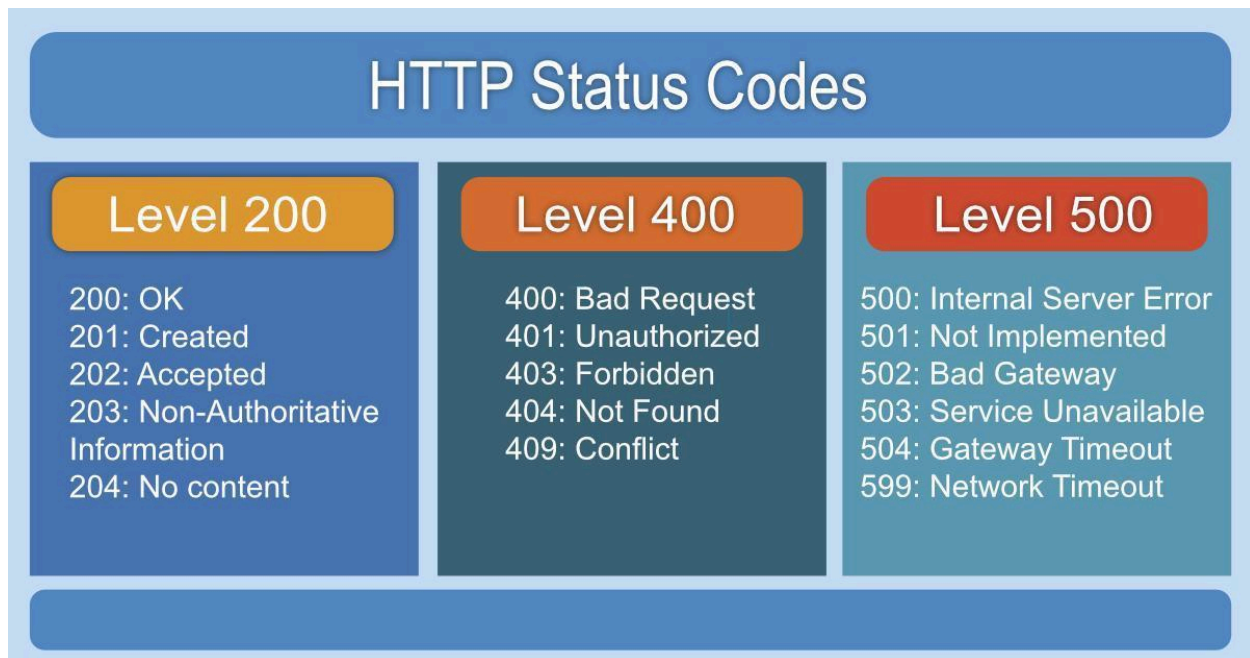 HTTP Status Codes
Level 200
200: OK
201: Created
202: Accepted
203: Non-Authoritative
Information
204: No content
Level 400
400: Bad Request
401: Unauthorized
403: Forbidden
404: Not Found
409: Conflict
Level 500
500: Internal Server Error
501: Not Implemented
502: Bad Gateway
503: Service Unavailable
504: Gateway Timeout
599: Network Timeout